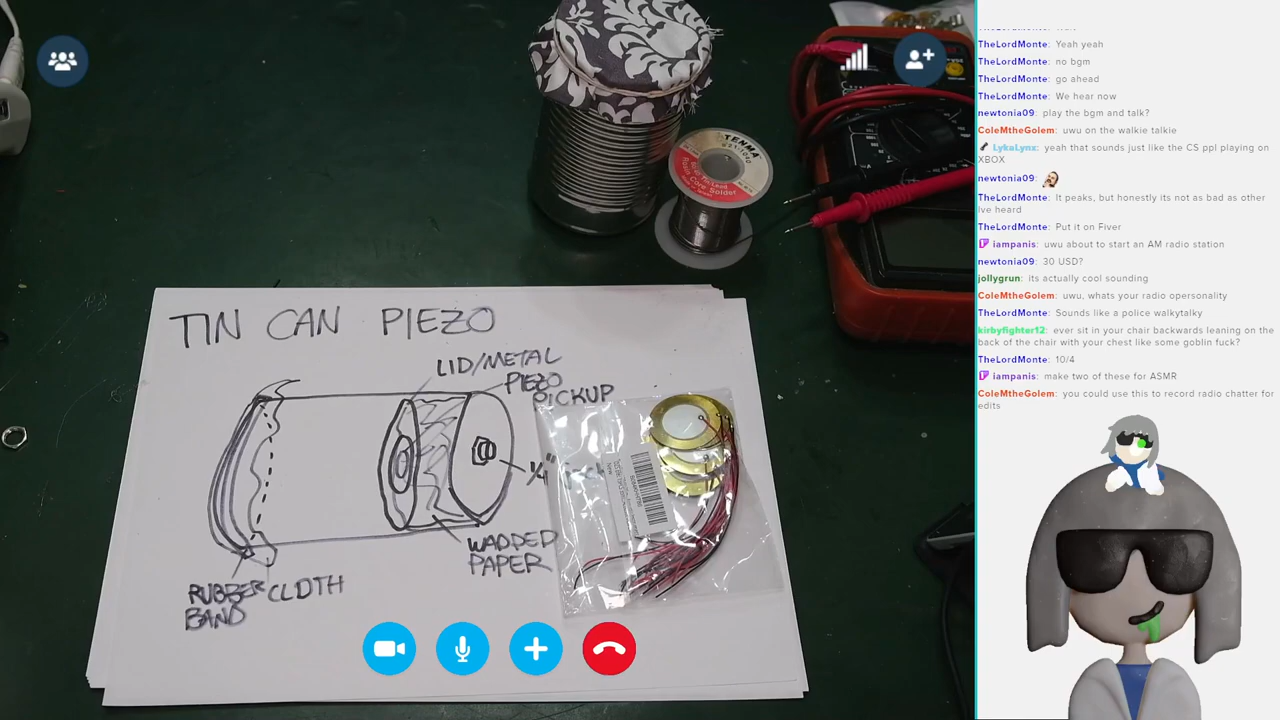 TheLordMonte: Yeah yeah
TheLordMonte: no bgm
TheLordMonte: go ahead
TheLordMonte: We hear now
newtonia09: play the bgm and talk?
ColeMtheGolem: uwu on the walkie talkie
LykaLynx: yeah that sounds just like the CS ppl playing on
XBOX
newtonia09:
TheLordMonte: It peaks, but honestly its not as bad as other
Ive heard
TheLordMonte: Put it on Fiver
iampanis: uwu about to start an AM radio station
newtonia09: 30 USD?
jollygrun: its actually cool sounding
ColeMtheGolem: uwu, whats your radio opersonality
TheLordMonte: Sounds like a police walkytalky
kirbyfighter12: ever sit in your chair backwards leaning on the
back of the chair with your chest like some goblin fuck?
TheLordMonte: 10/4
iampanis: make two of these for ASMR
ColeMtheGolem: you could use this to record radio chatter for
edits
TENMA
Rosin Core Solder
TIN CAN PIEZO
LID/METAL
PIEZO
PICKUP
1/4"
WADDED
PAPER
RUBBER
BAND
CLOTH